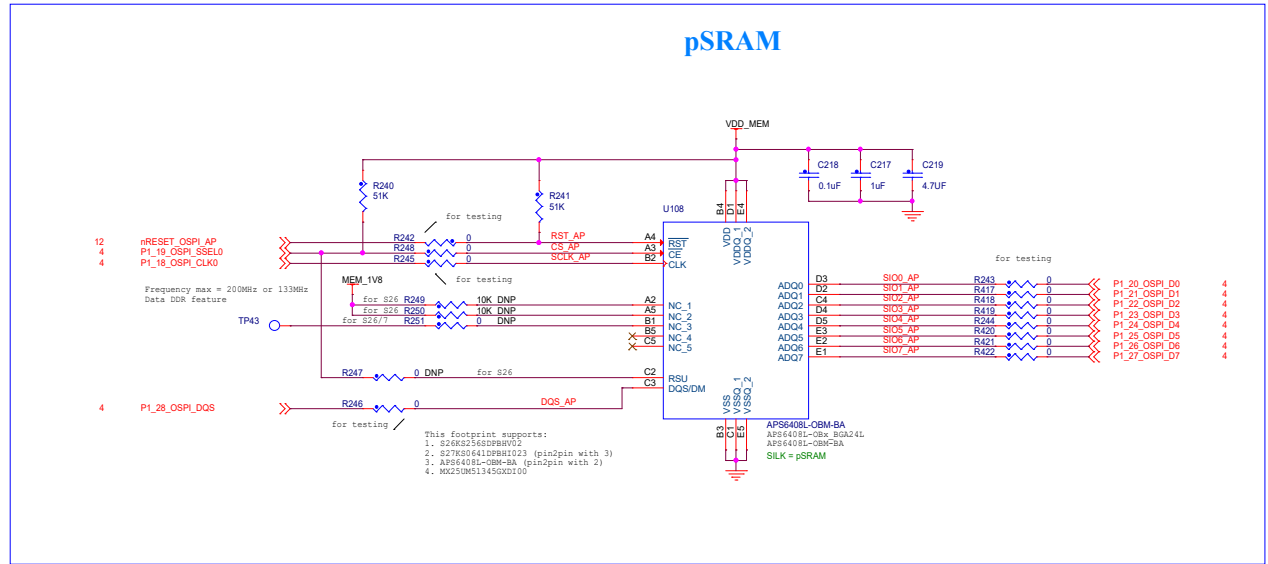 pSRAM
VDD_MEM
C218
C217
C219
0.1uF
1uF
4.7UF
R240
51K
R241
51K
U108
B4
D1
E4
VDD
VDDQ_1
VDDQ_2
for testing
12 nRESET_OSPI_AP R242 0 RST_AP A4 RST
4 P1_19_OSPI_SSEL0 R248 0 CS_AP A3 CE
4 P1_18_OSPI_CLK0 R245 0 SCLK_AP B2 CLK
for testing
Frequency max = 200MHz or 133MHz
Data DDR feature
MEM_1V8
for S26 R249 10K DNP A2 NC_1
for S26 R250 10K DNP A5 NC_2
TP43 for S26/7 R251 0 DNP B1 NC_3
B5 NC_4
C5 NC_5
R247 0 DNP for S26 C2 RSU
C3 DQS/DM
4 P1_28_OSPI_DQS R246 0 DQS_AP
for testing
for testing
ADQ0 D3 SIO0_AP R243 0 P1_20_OSPI_D0 4
ADQ1 D2 SIO1_AP R417 0 P1_21_OSPI_D1 4
ADQ2 C4 SIO2_AP R418 0 P1_22_OSPI_D2 4
ADQ3 D4 SIO3_AP R419 0 P1_23_OSPI_D3 4
ADQ4 D5 SIO4_AP R244 0 P1_24_OSPI_D4 4
ADQ5 E3 SIO5_AP R420 0 P1_25_OSPI_D5 4
ADQ6 E2 SIO6_AP R421 0 P1_26_OSPI_D6 4
ADQ7 E1 SIO7_AP R422 0 P1_27_OSPI_D7 4
VSS
VSSQ_1
VSSQ_2
B3
C1
E5
APS6408L-OBM-BA
APS6408L-OBx_BGA24L
APS6408L-OBM-BA
SILK = pSRAM
This footprint supports:
1. S26KS256SDPBHV02
2. S27KS0641DPBHI023 (pin2pin with 3)
3. APS6408L-OBM-BA (pin2pin with 2)
4. MX25UM51345GXDI00